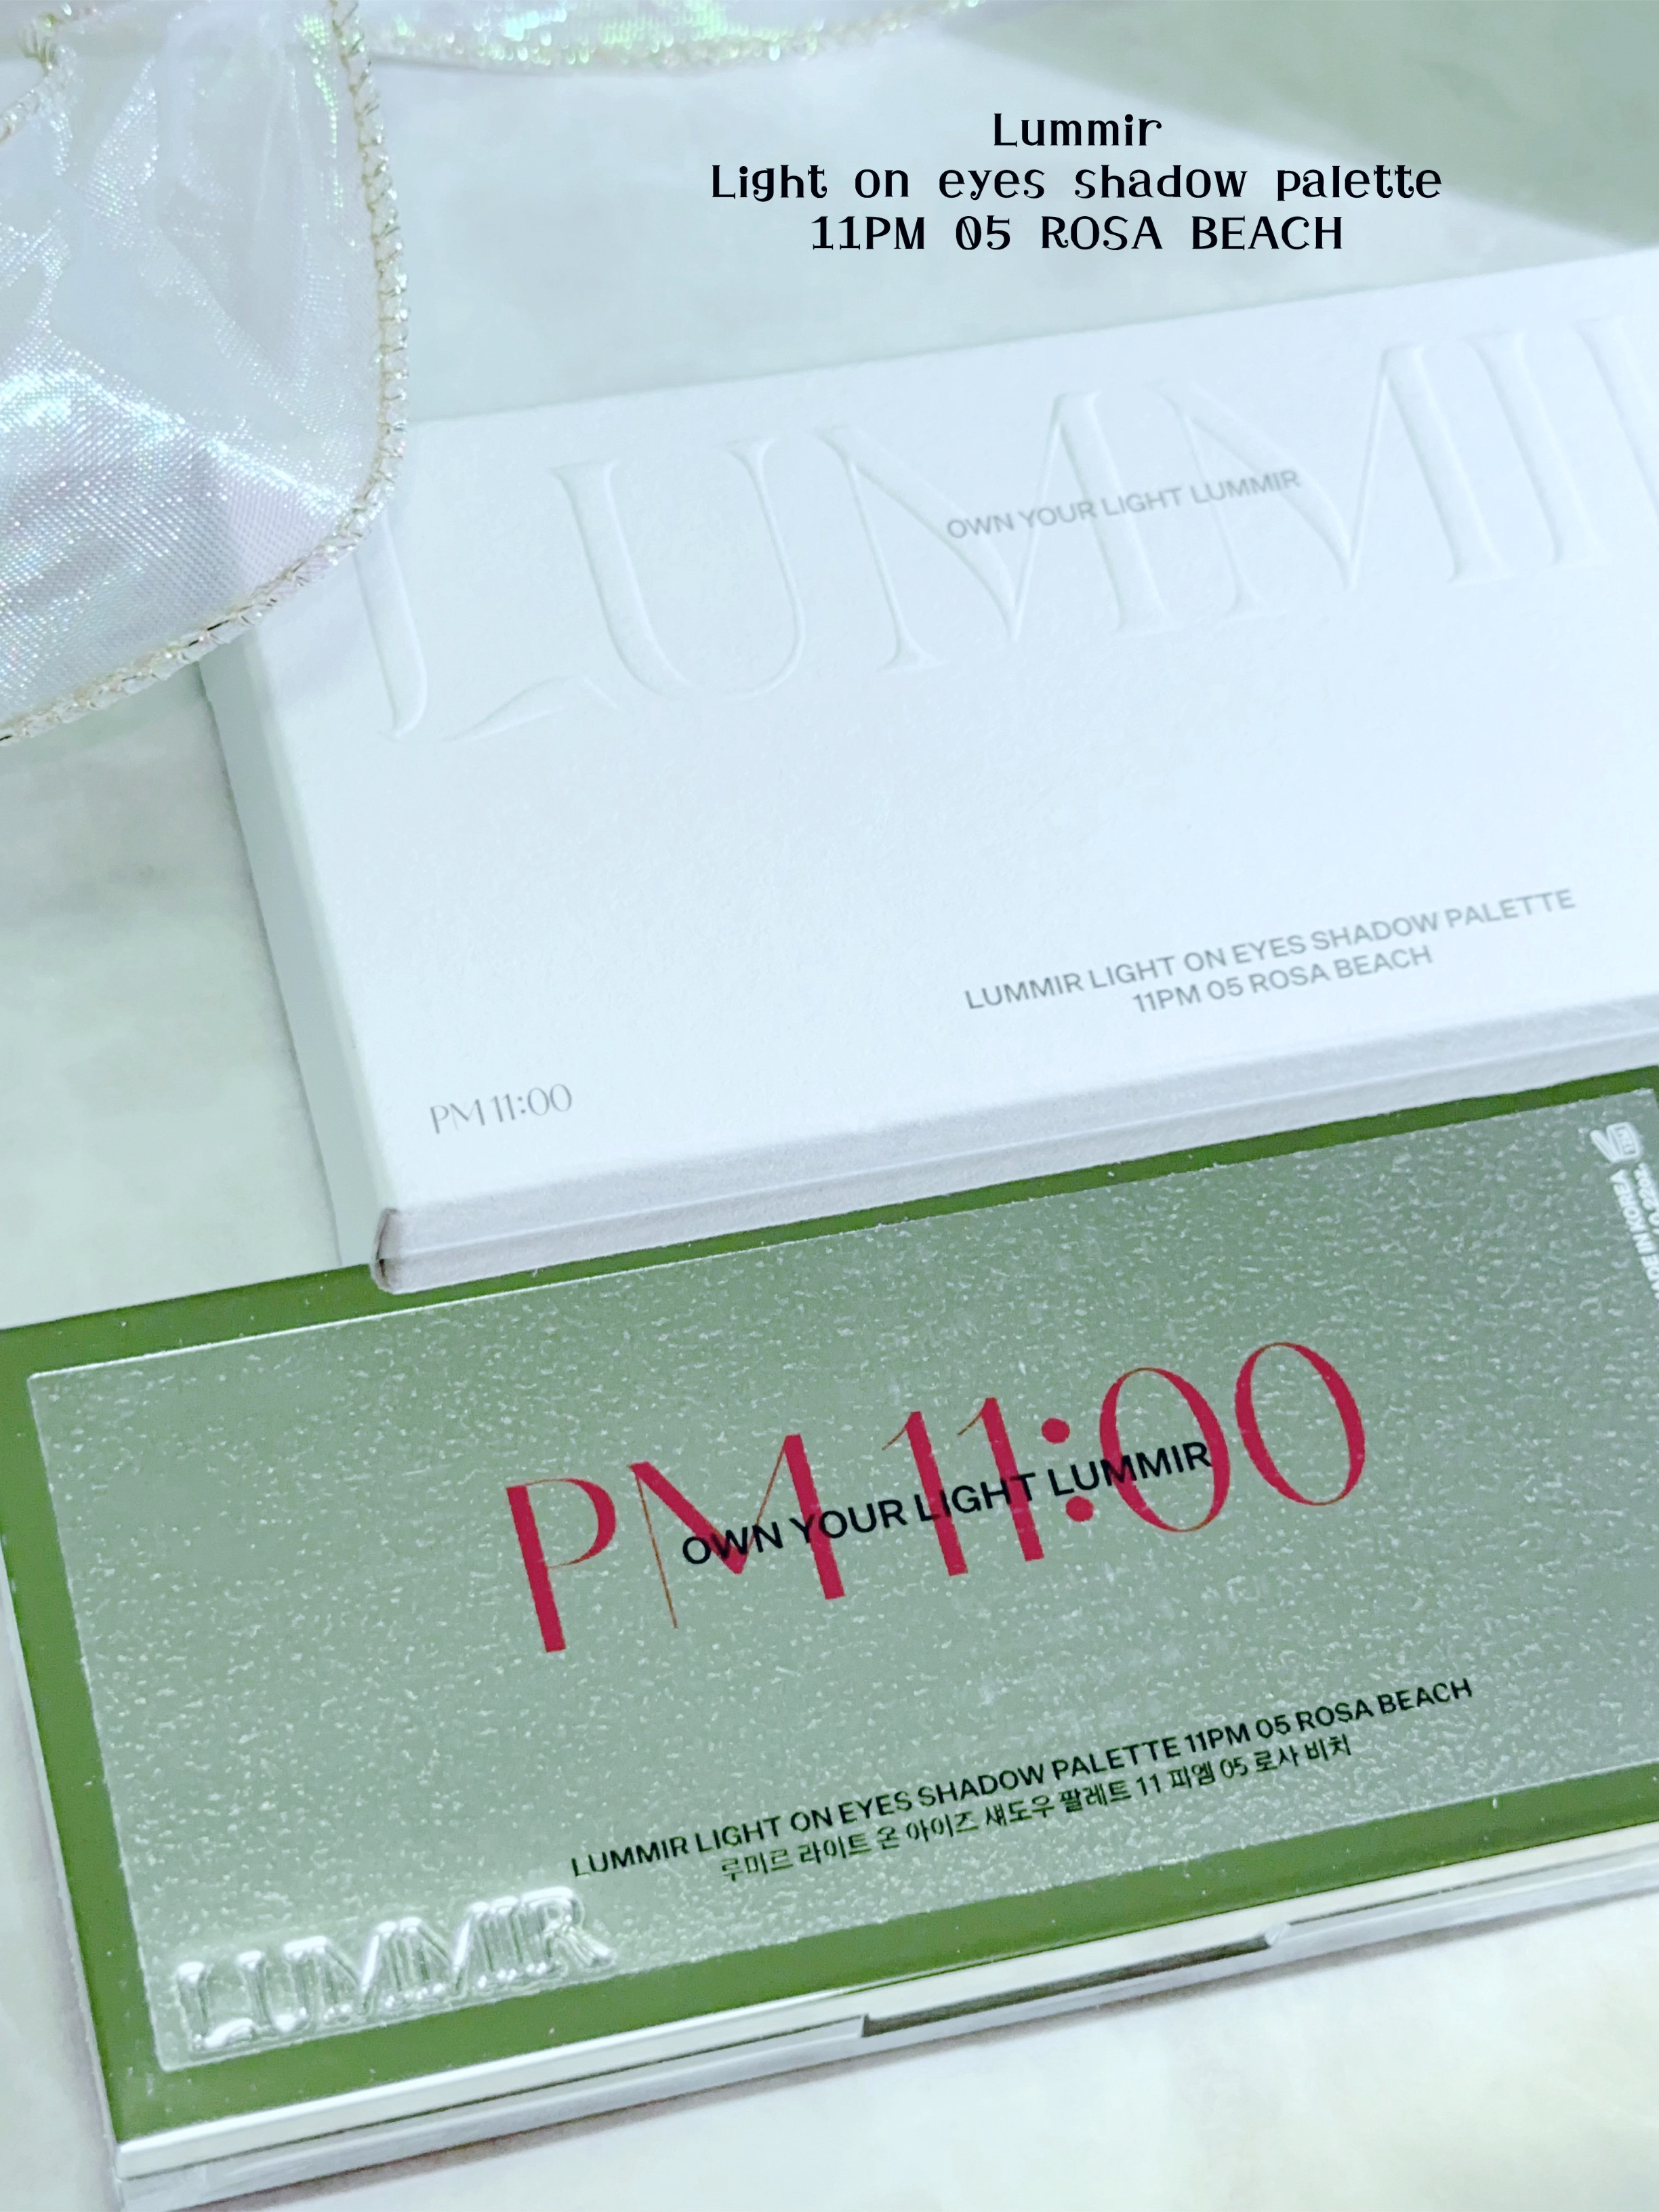 Lummir
Light on eyes shadow palette
11PM 05 ROSA BEACH
LUMMIR
OWN YOUR LIGHT LUMMIR
LUMMIR LIGHT ON EYES SHADOW PALETTE
11PM 05 ROSA BEACH
PM 11:00
IN KOREA
PM 11:00
OWN YOUR LIGHT LUMMIR
LUMMIR LIGHT ON EYES SHADOW PALETTE 11PM 05 ROSA BEACH
루미르 라이트 온 아이즈 섀도우 팔레트 11 피엠 05 로사 비치
LUMMIR